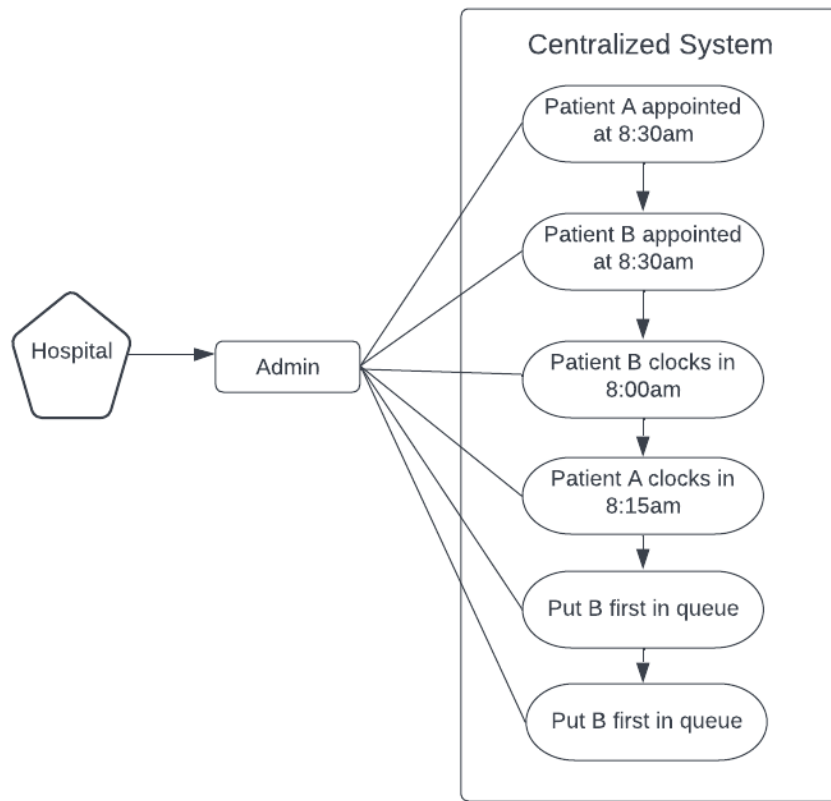 Centralized System
Patient A appointed
at 8:30am
Patient B appointed
at 8:30am
Hospital
Admin
Patient B clocks in
8:00am
Patient A clocks in
8:15am
Put B first in queue
Put B first in queue